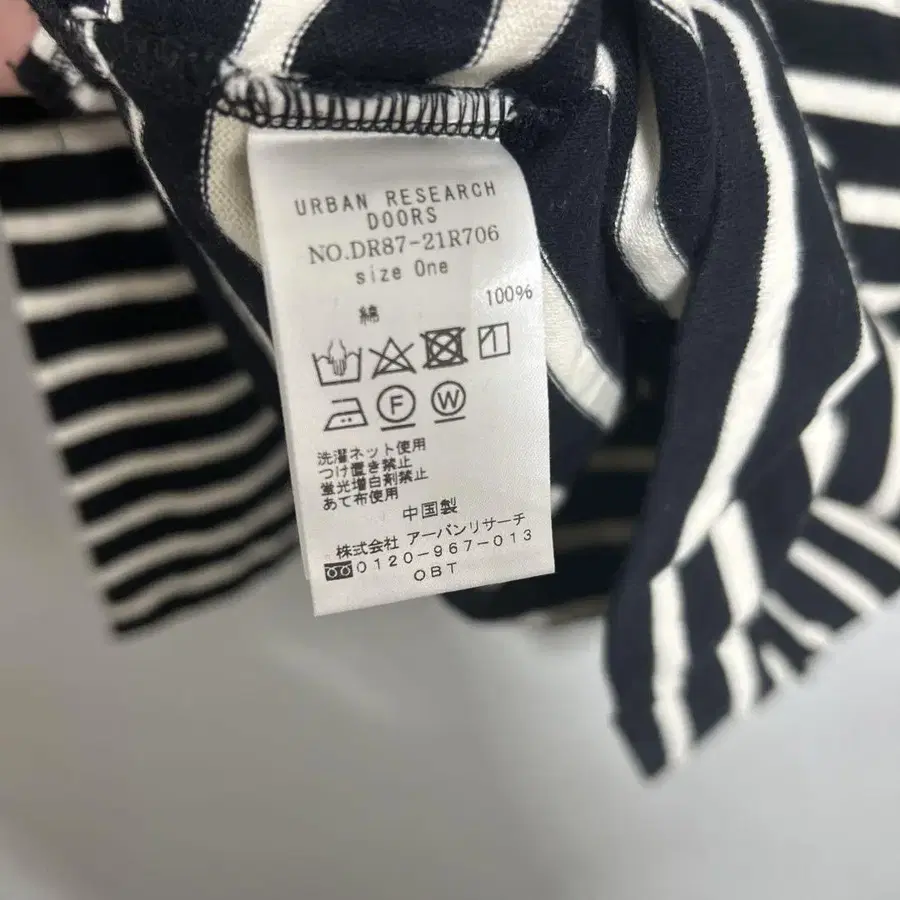 URBAN RESEARCH
DOORS
NO.DR87-21R706
size One
綿 100%
F W
洗濯ネット使用
つけ置き禁止
蛍光増白剤禁止
あて布使用
中国製
株式会社 アーバンリサーチ
0120-967-013
OBT